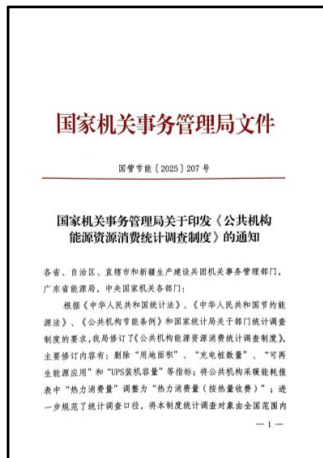 国家机关事务管理局文件
国管节能〔2025〕207 号
国家机关事务管理局关于印发《公共机构
能源资源消费统计调查制度》的通知
各省、自治区、直辖市和新疆生产建设兵团机关事务管理部门，
广东省能源局，中央国家机关各部门：
根据《中华人民共和国统计法》、《中华人民共和国节约能
源法》、《公共机构节能条例》和国家统计局关于部门统计调查
制度的要求，我局修订了《公共机构能源资源消费统计调查制度》。
主要修订内容有：删除“用地面积”、“充电桩数量”、“可再
生能源应用”和“UPS装机容量”等指标；将公共机构采暖能耗报
表中“热力消费量”调整为“热力消费量（按热量收费）”；进
一步规范了统计调查口径，将本制度统计调查对象由全国范围内
— 1 —